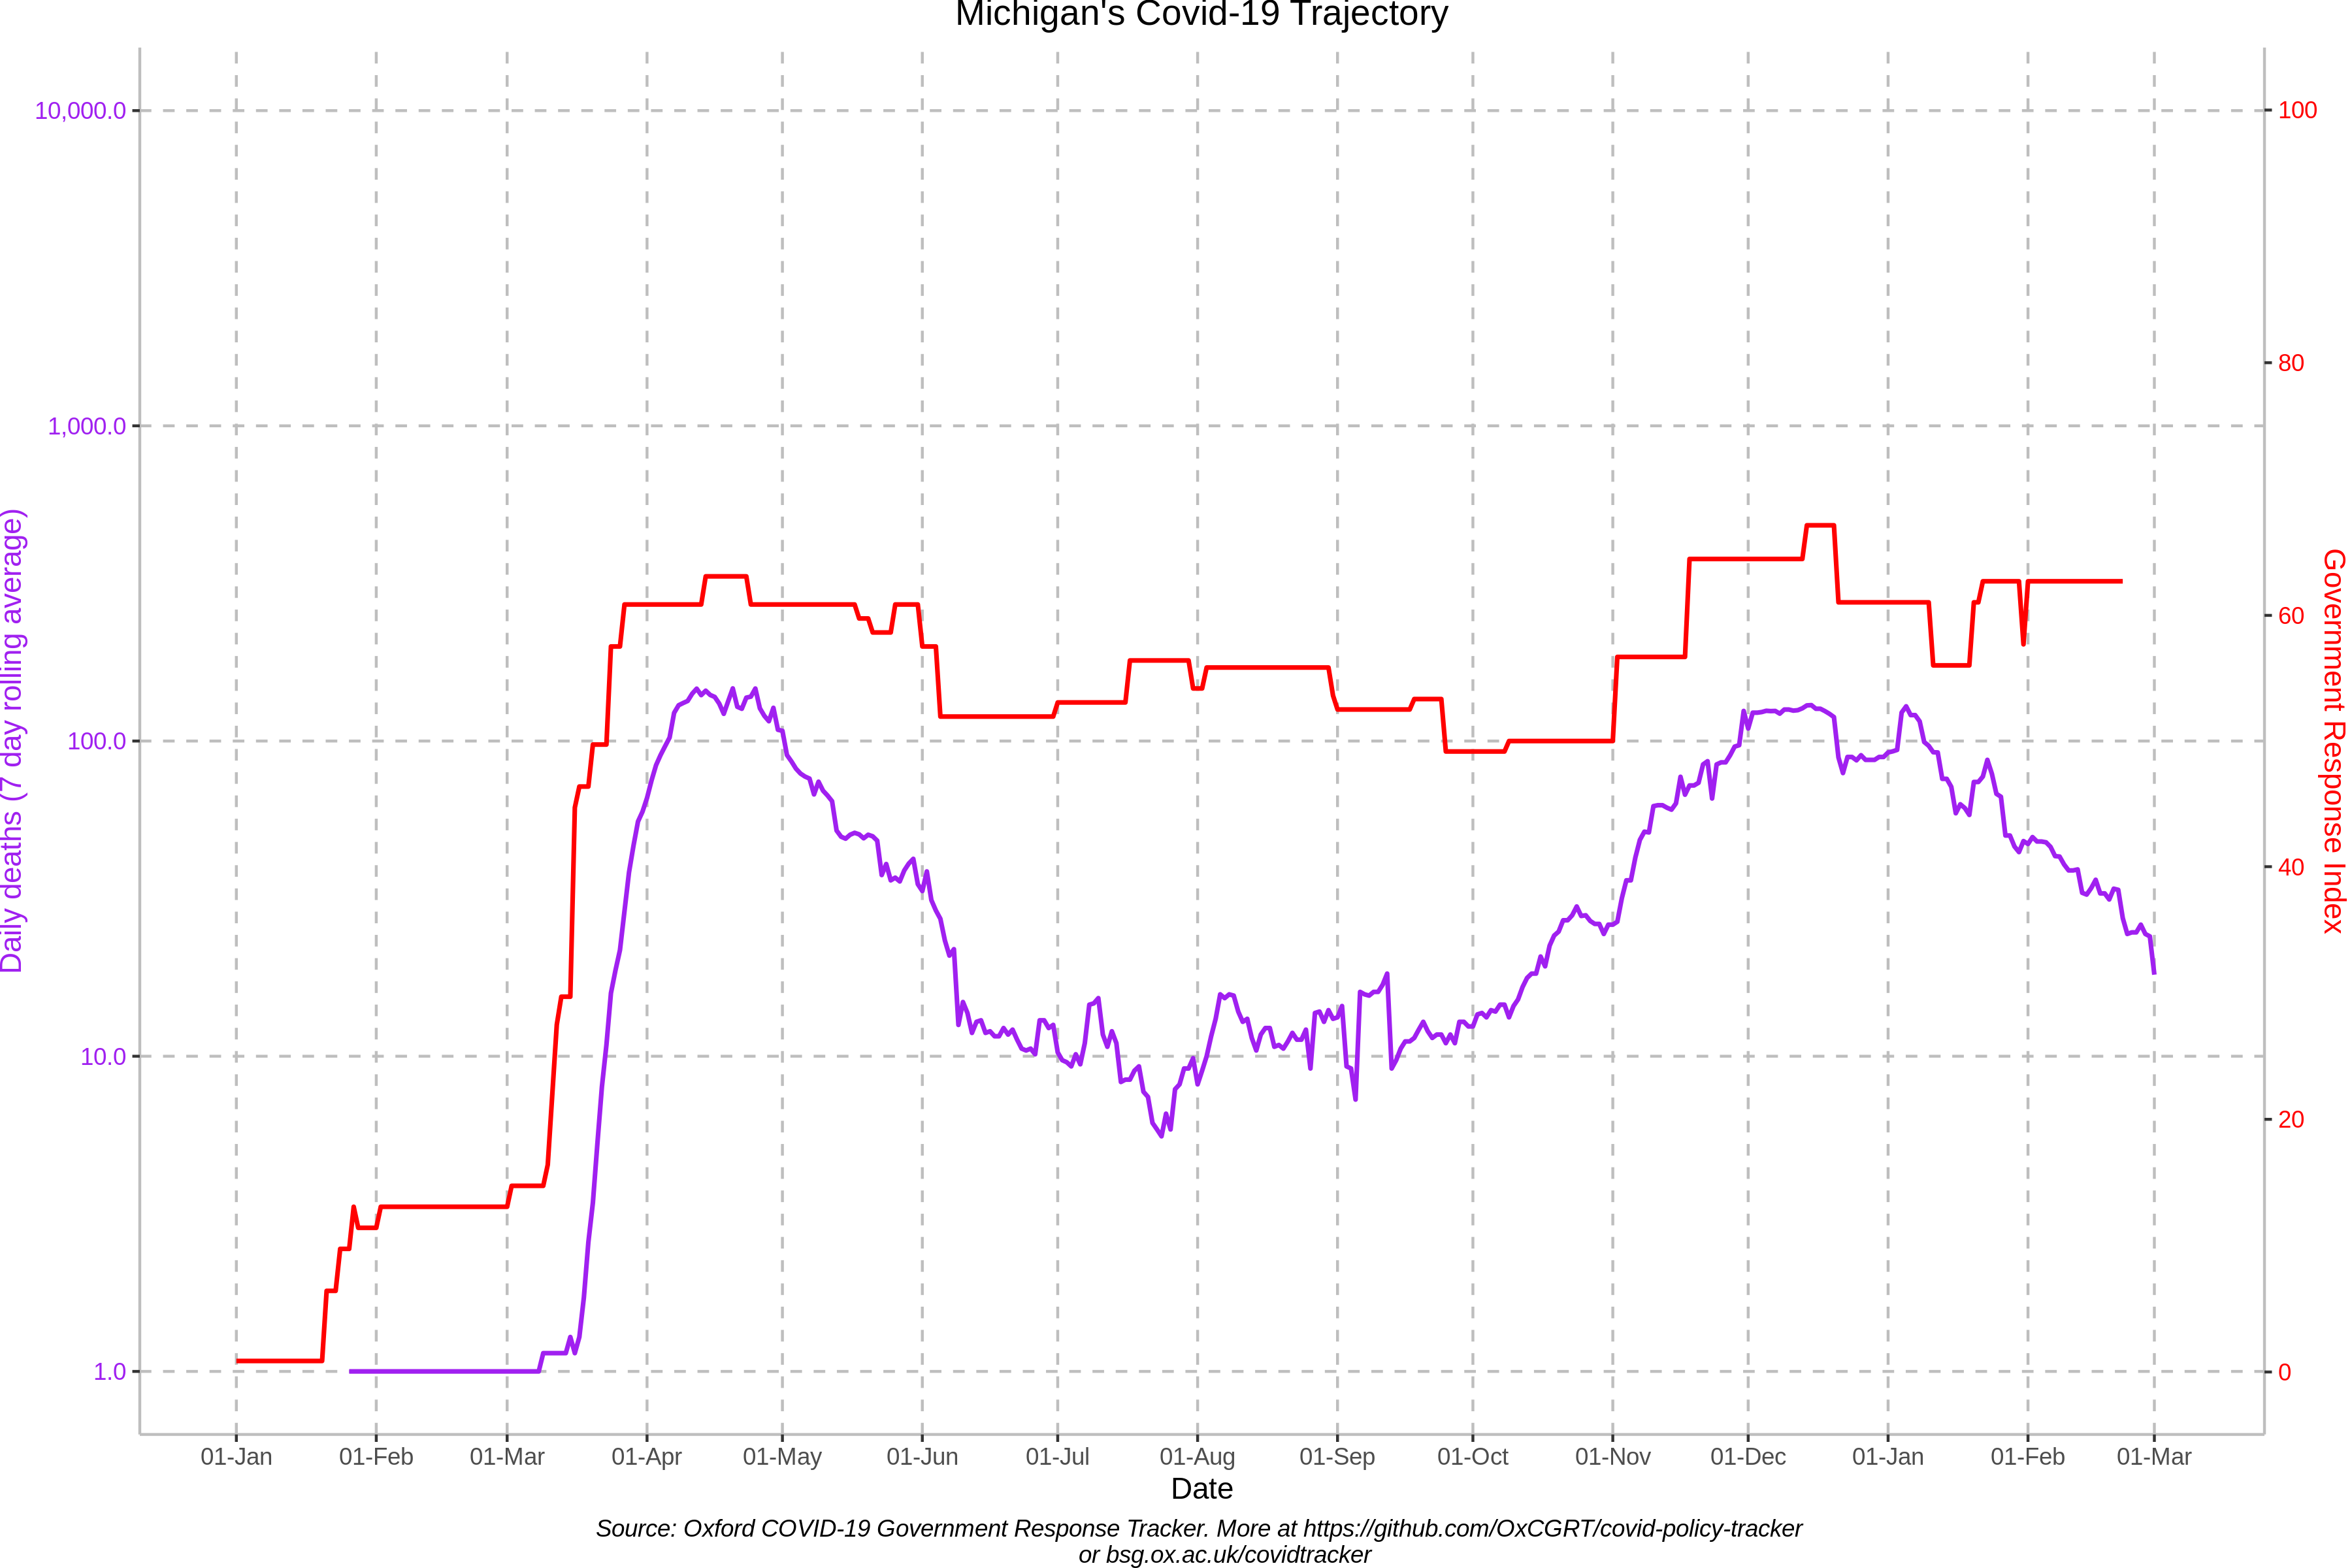 Michigan's Covid-19 Trajectory
10,000.0
1,000.0
100.0
10.0
1.0
Daily deaths (7 day rolling average)
100
80
60
40
20
0
Government Response Index
01-Jan 01-Feb 01-Mar 01-Apr 01-May 01-Jun 01-Jul 01-Aug 01-Sep 01-Oct 01-Nov 01-Dec 01-Jan 01-Feb 01-Mar
Date
Source: Oxford COVID-19 Government Response Tracker. More at https://github.com/OxCGRT/covid-policy-tracker
or bsg.ox.ac.uk/covidtracker